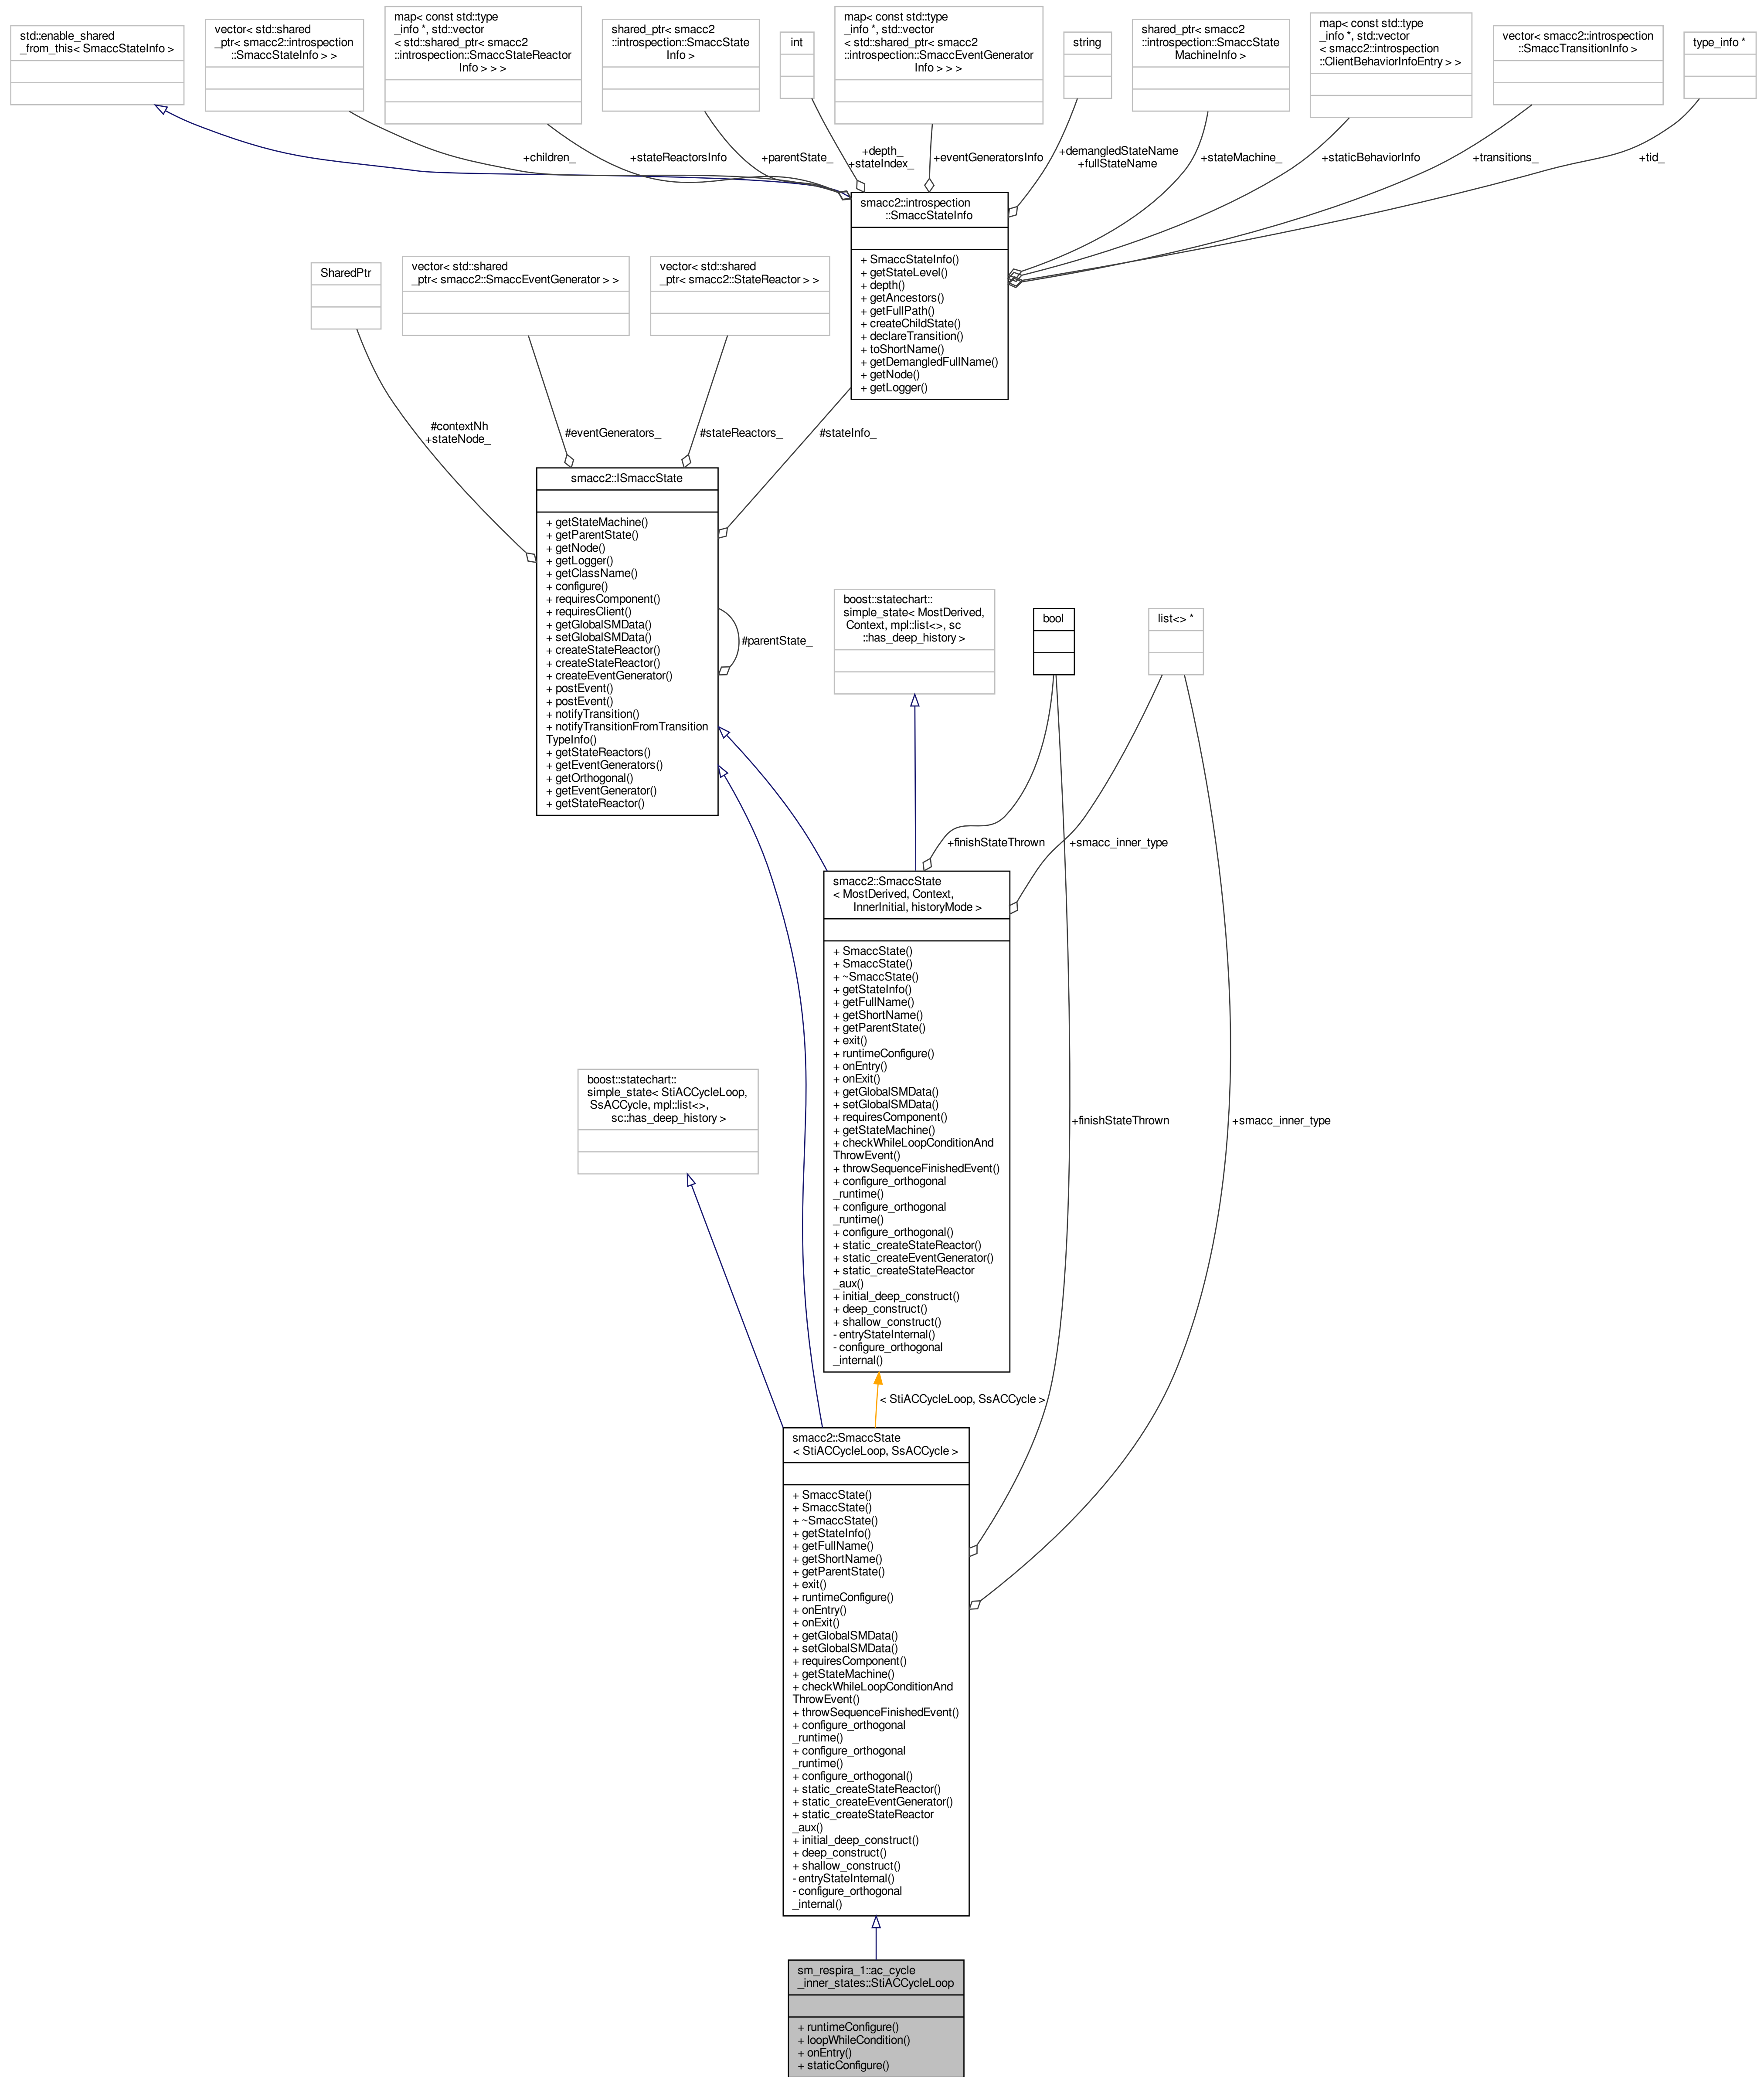 std::enable_shared
_from_this< SmaccStateInfo >
vector< std::shared
_ptr< smacc2::introspection
::SmaccStateInfo > >
map< const std::type
_info *, std::vector
< std::shared_ptr< smacc2
::introspection::SmaccStateReactor
Info > > >
shared_ptr< smacc2
::introspection::SmaccState
Info >
int
map< const std::type
_info *, std::vector
< std::shared_ptr< smacc2
::introspection::SmaccEventGenerator
Info > > >
string
shared_ptr< smacc2
::introspection::SmaccState
MachineInfo >
map< const std::type
_info *, std::vector
< smacc2::introspection
::ClientBehaviorInfoEntry > >
vector< smacc2::introspection
::SmaccTransitionInfo >
type_info *
+children_
+stateReactorsInfo
+parentState_
+depth_
+stateIndex_
+eventGeneratorsInfo
+demangledStateName
+fullStateName
+stateMachine_
+staticBehaviorInfo
+transitions_
+tid_
smacc2::introspection
::SmaccStateInfo
+ SmaccStateInfo()
+ getStateLevel()
+ depth()
+ getAncestors()
+ getFullPath()
+ createChildState()
+ declareTransition()
+ toShortName()
+ getDemangledFullName()
+ getNode()
+ getLogger()
SharedPtr
vector< std::shared
_ptr< smacc2::SmaccEventGenerator > >
vector< std::shared
_ptr< smacc2::StateReactor > >
#contextNh
+stateNode_
#eventGenerators_
#stateReactors_
#stateInfo_
smacc2::ISmaccState
+ getStateMachine()
+ getParentState()
+ getNode()
+ getLogger()
+ getClassName()
+ configure()
+ requiresComponent()
+ requiresClient()
+ getGlobalSMData()
+ setGlobalSMData()
+ createStateReactor()
+ createStateReactor()
+ createEventGenerator()
+ postEvent()
+ postEvent()
+ notifyTransition()
+ notifyTransitionFromTransition
TypeInfo()
+ getStateReactors()
+ getEventGenerators()
+ getOrthogonal()
+ getEventGenerator()
+ getStateReactor()
#parentState_
boost::statechart::
simple_state< MostDerived,
Context, mpl::list<>, sc
::has_deep_history >
bool
list<> *
+finishStateThrown
+smacc_inner_type
smacc2::SmaccState
< MostDerived, Context,
InnerInitial, historyMode >
+ SmaccState()
+ SmaccState()
+ ~SmaccState()
+ getStateInfo()
+ getFullName()
+ getShortName()
+ getParentState()
+ exit()
+ runtimeConfigure()
+ onEntry()
+ onExit()
+ getGlobalSMData()
+ setGlobalSMData()
+ requiresComponent()
+ getStateMachine()
+ checkWhileLoopConditionAnd
ThrowEvent()
+ throwSequenceFinishedEvent()
+ configure_orthogonal
_runtime()
+ configure_orthogonal
_runtime()
+ configure_orthogonal()
+ static_createStateReactor()
+ static_createEventGenerator()
+ static_createStateReactor
_aux()
+ initial_deep_construct()
+ deep_construct()
+ shallow_construct()
- entryStateInternal()
- configure_orthogonal
_internal()
boost::statechart::
simple_state< StiACCycleLoop,
SsACCycle, mpl::list<>,
sc::has_deep_history >
+finishStateThrown
+smacc_inner_type
< StiACCycleLoop, SsACCycle >
smacc2::SmaccState
< StiACCycleLoop, SsACCycle >
+ SmaccState()
+ SmaccState()
+ ~SmaccState()
+ getStateInfo()
+ getFullName()
+ getShortName()
+ getParentState()
+ exit()
+ runtimeConfigure()
+ onEntry()
+ onExit()
+ getGlobalSMData()
+ setGlobalSMData()
+ requiresComponent()
+ getStateMachine()
+ checkWhileLoopConditionAnd
ThrowEvent()
+ throwSequenceFinishedEvent()
+ configure_orthogonal
_runtime()
+ configure_orthogonal
_runtime()
+ configure_orthogonal()
+ static_createStateReactor()
+ static_createEventGenerator()
+ static_createStateReactor
_aux()
+ initial_deep_construct()
+ deep_construct()
+ shallow_construct()
- entryStateInternal()
- configure_orthogonal
_internal()
sm_respira_1::ac_cycle
_inner_states::StiACCycleLoop
+ runtimeConfigure()
+ loopWhileCondition()
+ onEntry()
+ staticConfigure()